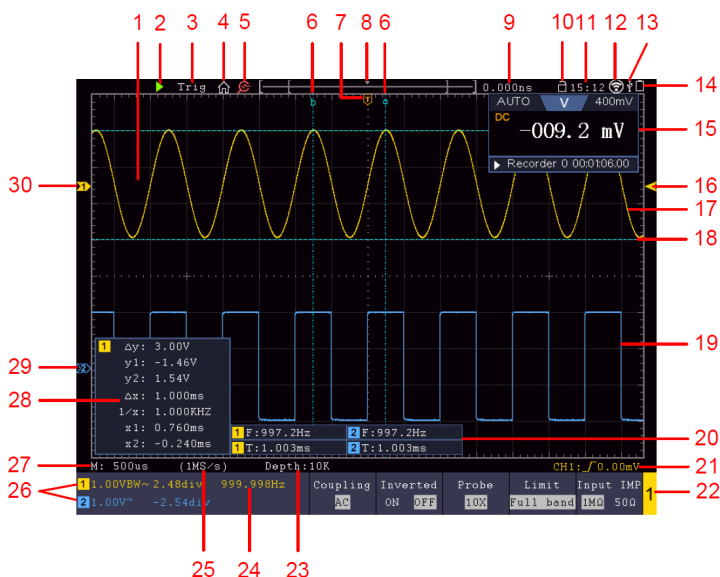 1 2 3 4 5 6 7 8 6 9 10 11 12 13
Trig 0.000ns 15:12
14
b T a
AUTO V 400mV
DC
-009.2 mV
15
Recorder 0 00:01:06.00
30
1
16
17
18
19
1 Δy: 3.00V
y1: -1.46V
29
2
y2: 1.54V
28
Δx: 1.000ms
1/x: 1.000KHZ
x1: 0.760ms
x2: -0.240ms
1 F:997.2Hz 2 F:997.2Hz
1 T:1.003ms 2 T:1.003ms
20
27
M: 500us (1MS/s) Depth:10K CH1: 0.00mV
21
26
1 1.00VBW~ 2.48div 999.998Hz
2 1.00V~ -2.54div
Coupling Inverted Probe Limit Input IMP
AC ON OFF 10X Full band 1MΩ 50Ω
1
22
25 24 23